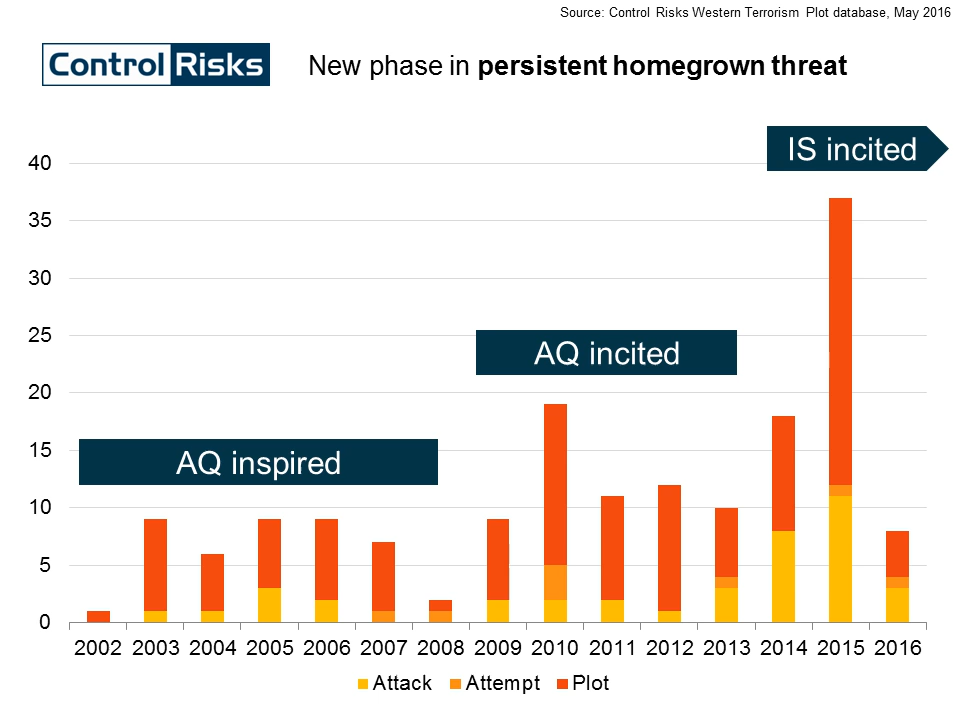 Source: Control Risks Western Terrorism Plot database, May 2016
Control Risks
New phase in persistent homegrown threat
IS incited
40
35
30
25
AQ incited
20
15
AQ inspired
10
5
0
2002 2003 2004 2005 2006 2007 2008 2009 2010 2011 2012 2013 2014 2015 2016
Attack Attempt Plot